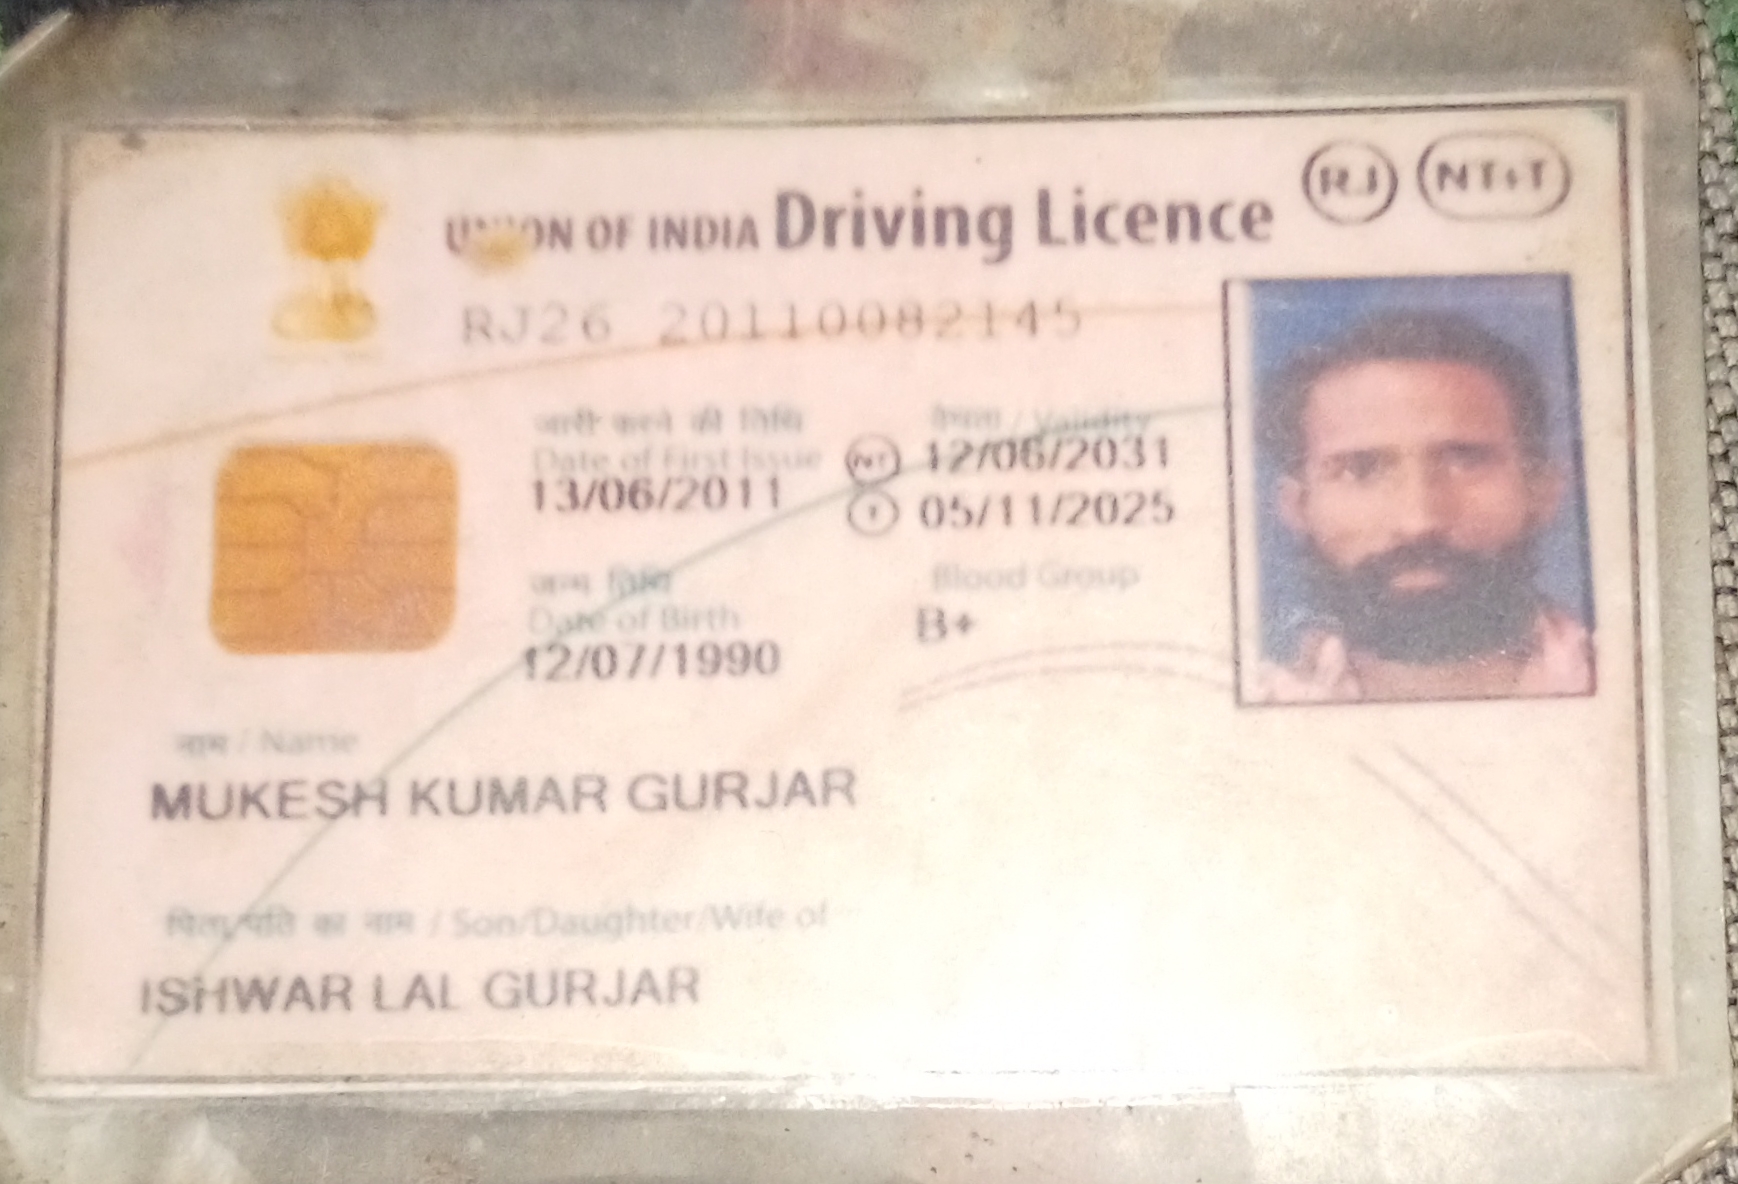 UNION OF INDIA Driving Licence RJ NT+T
RJ26 20110082145
जारी करने की तिथि
Date of First Issue
13/06/2011
/ Validity
NT 12/06/2031
T 05/11/2025
जन्म तिथि
Date of Birth
12/07/1990
Blood Group
B+
नाम / Name
MUKESH KUMAR GURJAR
पिता/पति का नाम / Son/Daughter/Wife of
ISHWAR LAL GURJAR